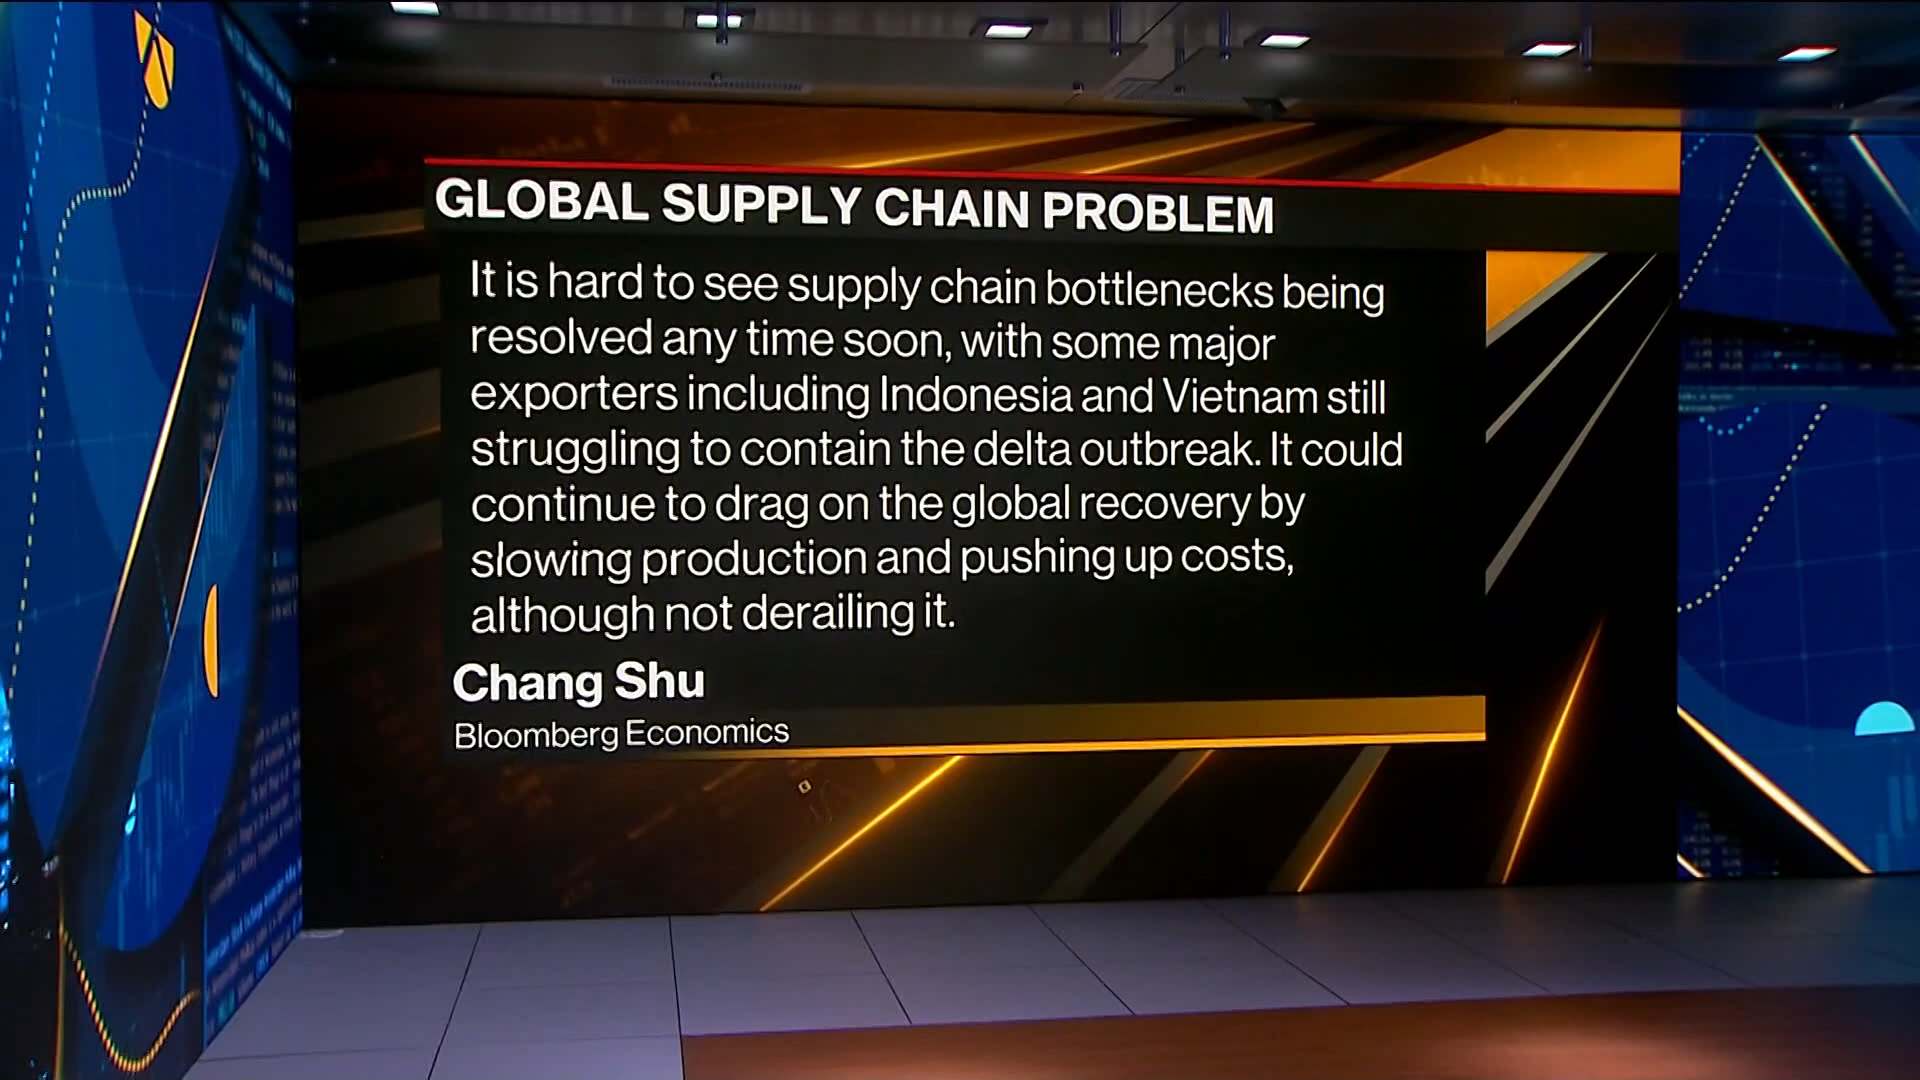 GLOBAL SUPPLY CHAIN PROBLEM
It is hard to see supply chain bottlenecks being
resolved any time soon, with some major
exporters including Indonesia and Vietnam still
struggling to contain the delta outbreak. It could
continue to drag on the global recovery by
slowing production and pushing up costs,
although not derailing it.
Chang Shu
Bloomberg Economics